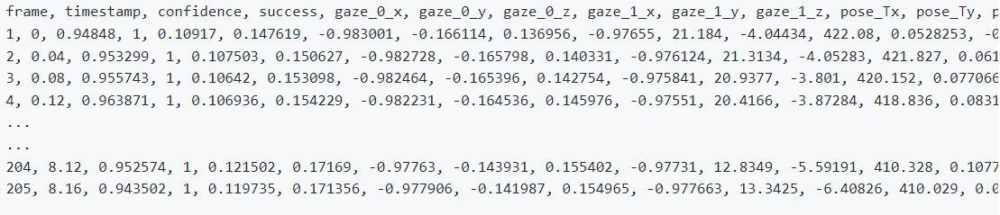 frame, timestamp, confidence, success, gaze_0_x, gaze_0_y, gaze_0_z, gaze_1_x, gaze_1_y, gaze_1_z, pose_Tx, pose_Ty, p
1, 0, 0.94848, 1, 0.10917, 0.147619, -0.983001, -0.166114, 0.136956, -0.97655, 21.184, -4.04434, 422.08, 0.0528253, -0
2, 0.04, 0.953299, 1, 0.107503, 0.150627, -0.982728, -0.165798, 0.140331, -0.976124, 21.3134, -4.05283, 421.827, 0.061
3, 0.08, 0.955743, 1, 0.10642, 0.153098, -0.982464, -0.165396, 0.142754, -0.975841, 20.9377, -3.801, 420.152, 0.077066
4, 0.12, 0.963871, 1, 0.106936, 0.154229, -0.982231, -0.164536, 0.145976, -0.97551, 20.4166, -3.87284, 418.836, 0.0831
...
...
204, 8.12, 0.952574, 1, 0.121502, 0.17169, -0.97763, -0.143931, 0.155402, -0.97731, 12.8349, -5.59191, 410.328, 0.1077
205, 8.16, 0.943502, 1, 0.119735, 0.171356, -0.977906, -0.141987, 0.154965, -0.977663, 13.3425, -6.40826, 410.029, 0.0